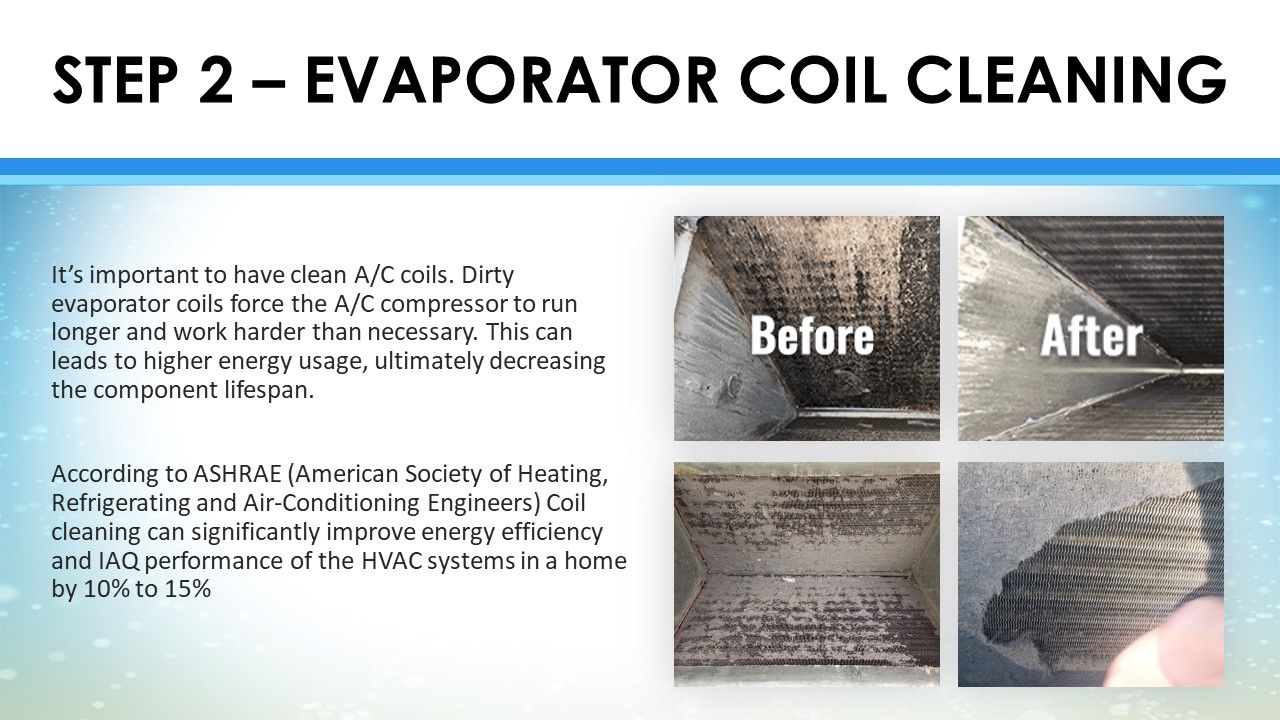 STEP 2 – EVAPORATOR COIL CLEANING
It’s important to have clean A/C coils. Dirty
evaporator coils force the A/C compressor to run
longer and work harder than necessary. This can
leads to higher energy usage, ultimately decreasing
the component lifespan.
According to ASHRAE (American Society of Heating,
Refrigerating and Air-Conditioning Engineers) Coil
cleaning can significantly improve energy efficiency
and IAQ performance of the HVAC systems in a home
by 10% to 15%
Before
After